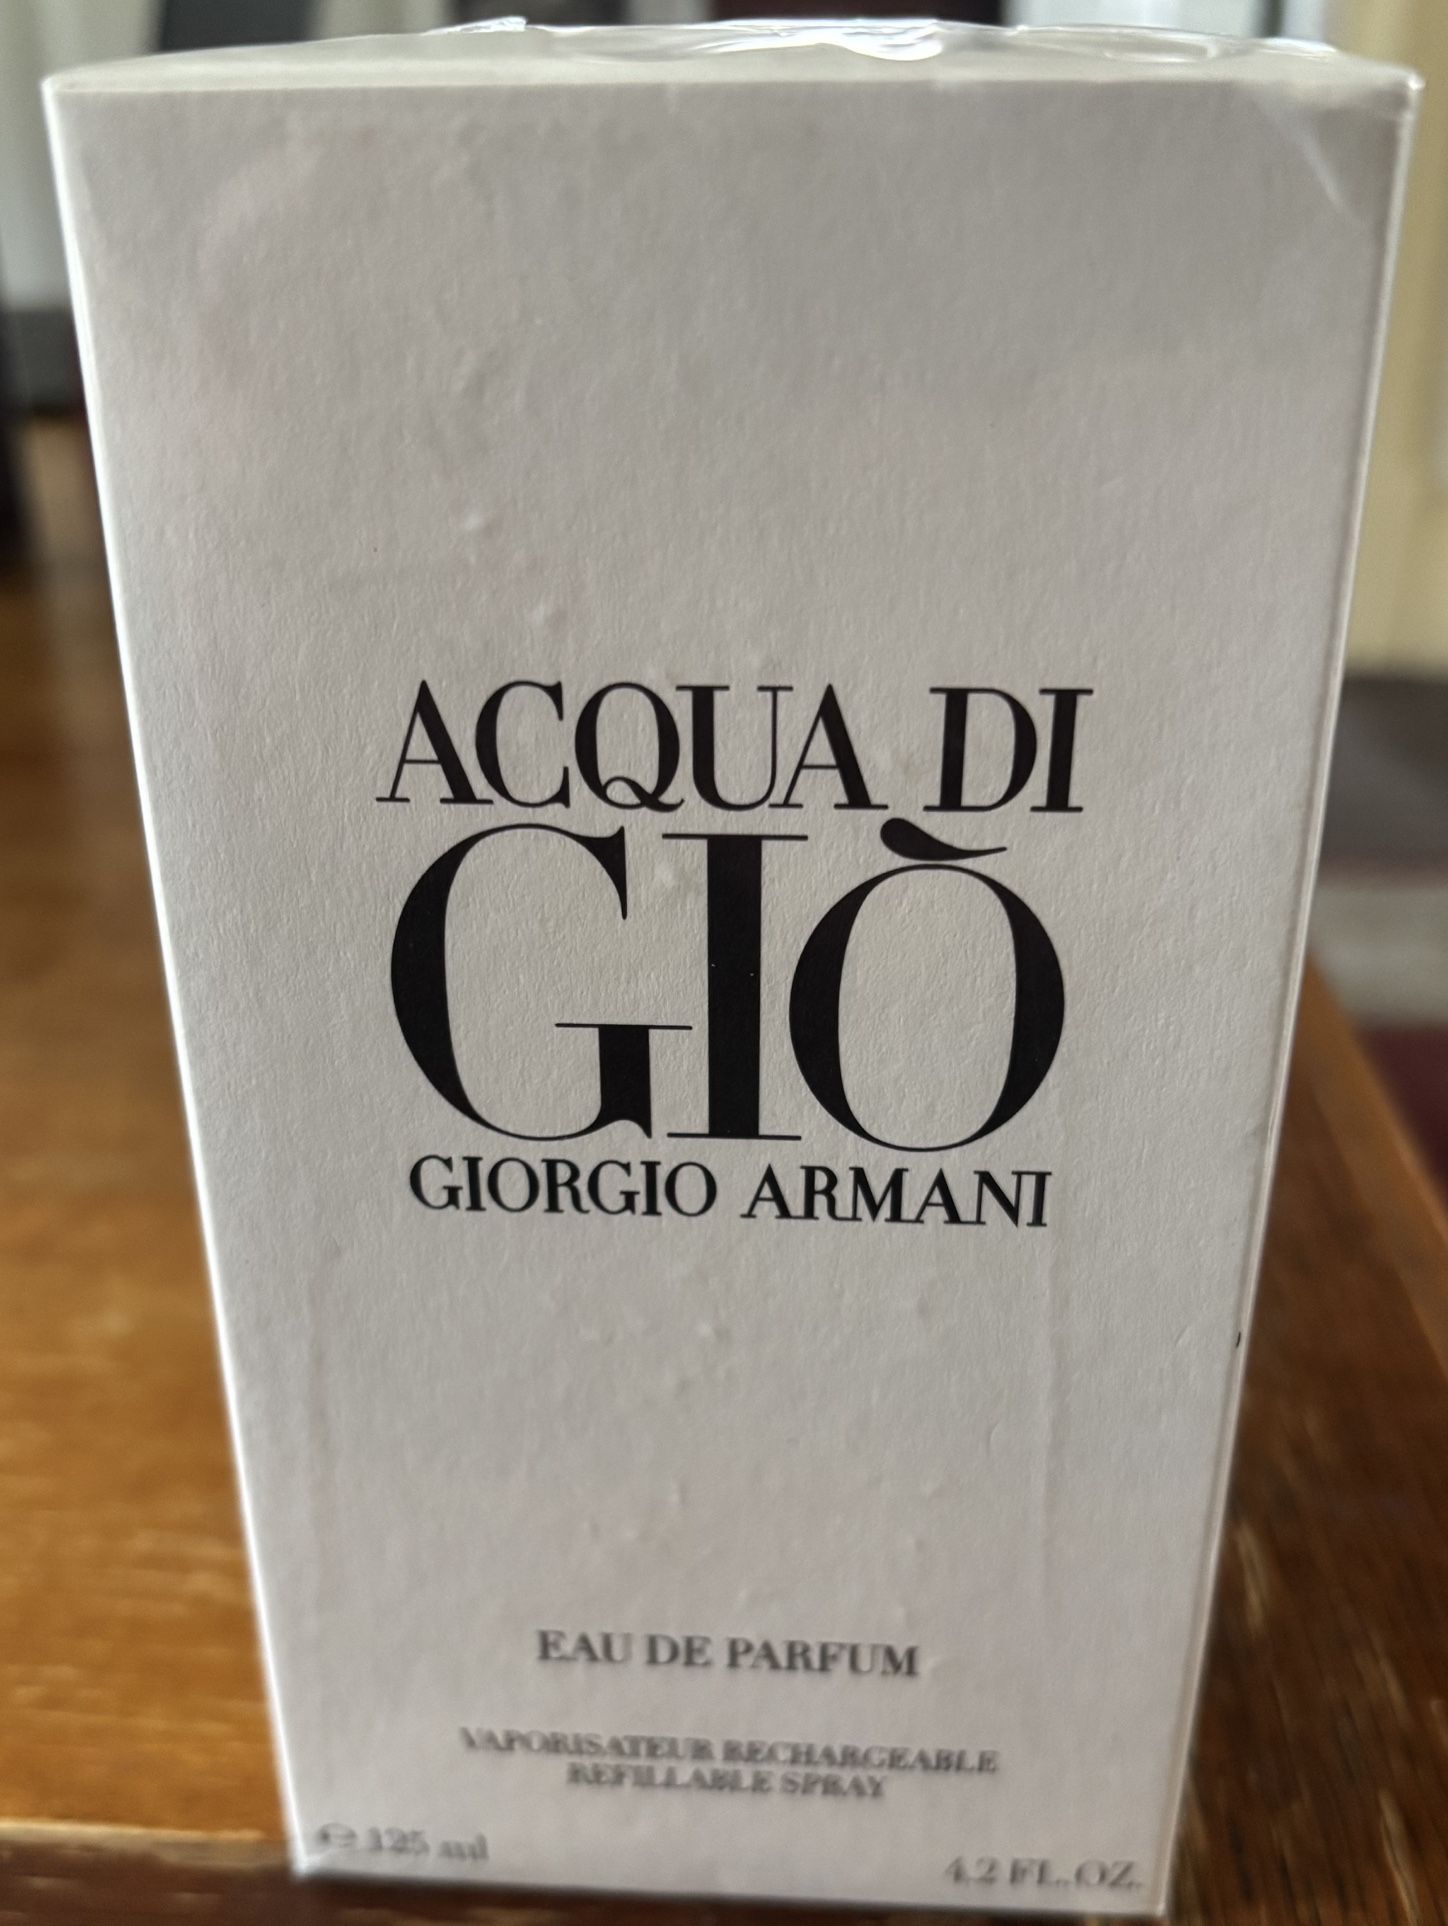 ACQUA DI
GIÒ
GIORGIO ARMANI
EAU DE PARFUM
VAPORISATEUR RECHARGEABLE
REFILLABLE SPRAY
℮ 125 ml
4.2 FL.OZ.